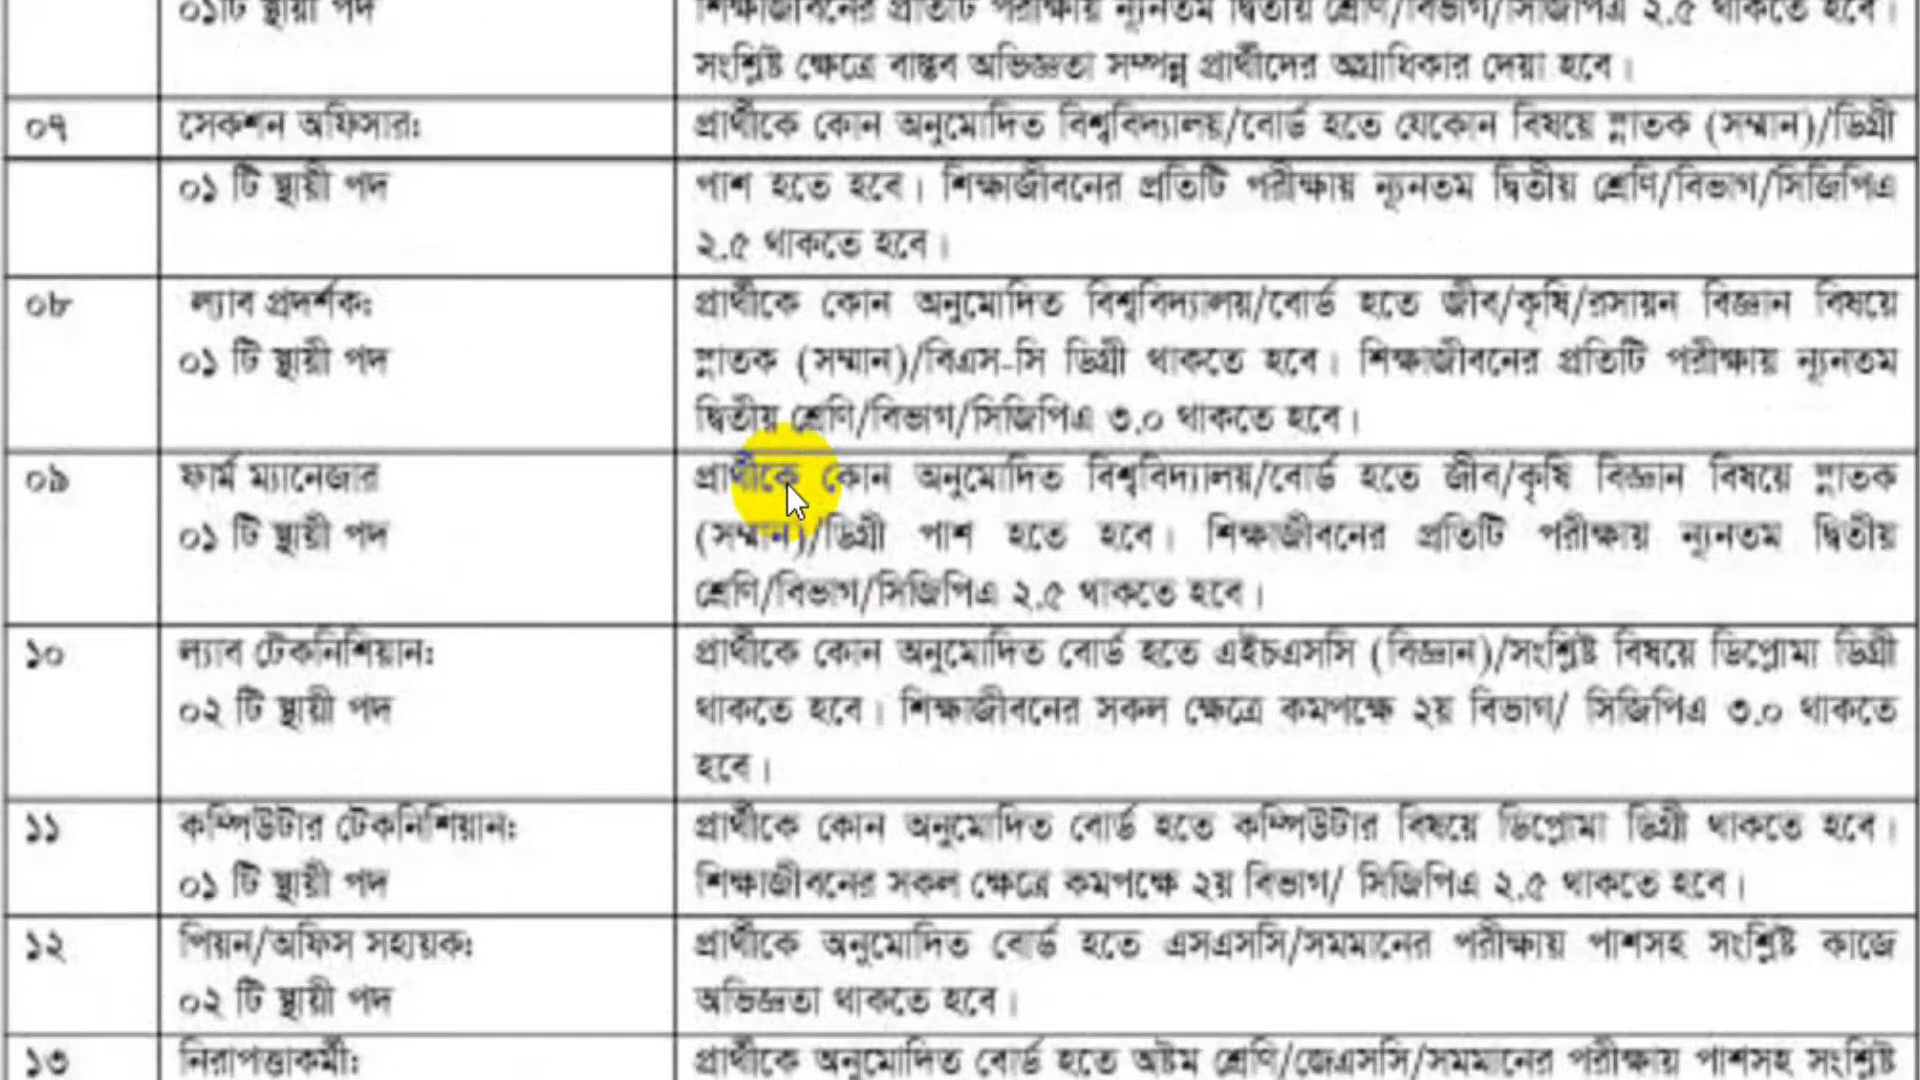 ০১টি স্থায়ী পদ
শিক্ষাজীবনের প্রতিটি পরীক্ষায় ন্যূনতম দ্বিতীয় শ্রেণি/বিভাগ/সিজিপিএ ২.৫ থাকতে হবে।
সংশ্লিষ্ট ক্ষেত্রে বাস্তব অভিজ্ঞতা সম্পন্ন প্রার্থীদের অগ্রাধিকার দেয়া হবে।
০৭
সেকশন অফিসার:
০১ টি স্থায়ী পদ
প্রার্থীকে কোন অনুমোদিত বিশ্ববিদ্যালয়/বোর্ড হতে যেকোন বিষয়ে স্নাতক (সম্মান)/ডিগ্রী
পাশ হতে হবে। শিক্ষাজীবনের প্রতিটি পরীক্ষায় ন্যূনতম দ্বিতীয় শ্রেণি/বিভাগ/সিজিপিএ
২.৫ থাকতে হবে।
০৮
ল্যাব প্রদর্শক:
০১ টি স্থায়ী পদ
প্রার্থীকে কোন অনুমোদিত বিশ্ববিদ্যালয়/বোর্ড হতে জীব/কৃষি/রসায়ন বিজ্ঞান বিষয়ে
স্নাতক (সম্মান)/বিএস-সি ডিগ্রী থাকতে হবে। শিক্ষাজীবনের প্রতিটি পরীক্ষায় ন্যূনতম
দ্বিতীয় শ্রেণি/বিভাগ/সিজিপিএ ৩.০ থাকতে হবে।
০৯
ফার্ম ম্যানেজার
০১ টি স্থায়ী পদ
প্রার্থীকে কোন অনুমোদিত বিশ্ববিদ্যালয়/বোর্ড হতে জীব/কৃষি বিজ্ঞান বিষয়ে স্নাতক
(সম্মান)/ডিগ্রী পাশ হতে হবে। শিক্ষাজীবনের প্রতিটি পরীক্ষায় ন্যূনতম দ্বিতীয়
শ্রেণি/বিভাগ/সিজিপিএ ২.৫ থাকতে হবে।
১০
ল্যাব টেকনিশিয়ান:
০২ টি স্থায়ী পদ
প্রার্থীকে কোন অনুমোদিত বোর্ড হতে এইচএসসি (বিজ্ঞান)/সংশ্লিষ্ট বিষয়ে ডিপ্লোমা ডিগ্রী
থাকতে হবে। শিক্ষাজীবনের সকল ক্ষেত্রে কমপক্ষে ২য় বিভাগ/ সিজিপিএ ৩.০ থাকতে
হবে।
১১
কম্পিউটার টেকনিশিয়ান:
০১ টি স্থায়ী পদ
প্রার্থীকে কোন অনুমোদিত বোর্ড হতে কম্পিউটার বিষয়ে ডিপ্লোমা ডিগ্রী থাকতে হবে।
শিক্ষাজীবনের সকল ক্ষেত্রে কমপক্ষে ২য় বিভাগ/ সিজিপিএ ২.৫ থাকতে হবে।
১২
পিয়ন/অফিস সহায়ক:
০২ টি স্থায়ী পদ
প্রার্থীকে অনুমোদিত বোর্ড হতে এসএসসি/সমমানের পরীক্ষায় পাশসহ সংশ্লিষ্ট কাজে
অভিজ্ঞতা থাকতে হবে।
১৩
নিরাপত্তাকর্মী:
প্রার্থীকে অনুমোদিত বোর্ড হতে অষ্টম শ্রেণি/জেএসসি/সমমানের পরীক্ষায় পাশসহ সংশ্লিষ্ট